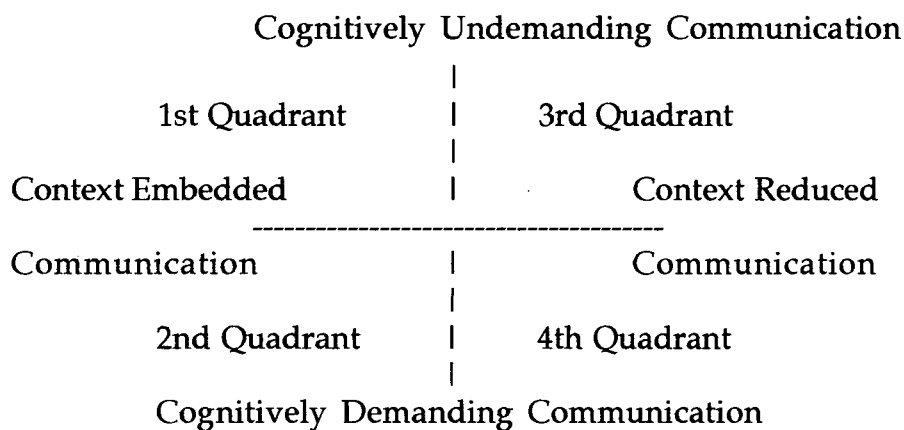 Cognitively Undemanding Communication
1st Quadrant | 3rd Quadrant
Context Embedded | Context Reduced
Communication | Communication
2nd Quadrant | 4th Quadrant
Cognitively Demanding Communication